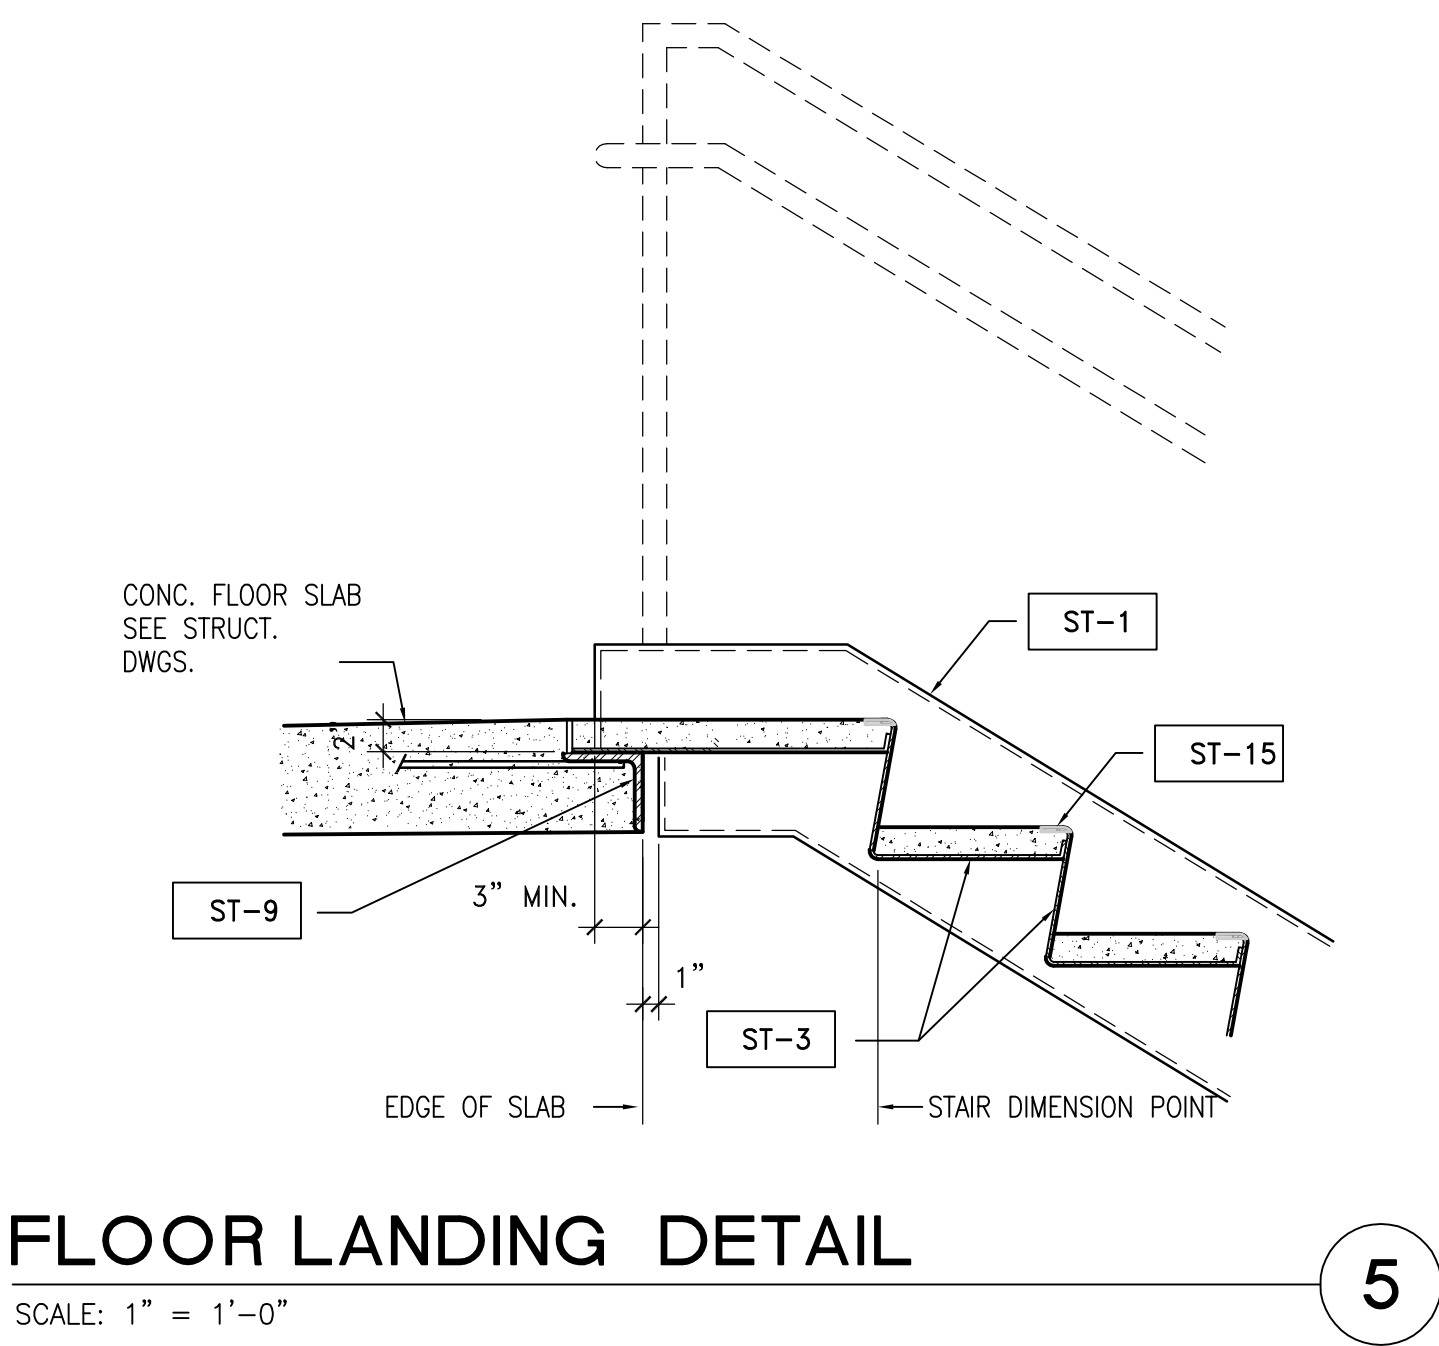 CONC. FLOOR SLAB
SEE STRUCT.
DWGS.
ST-1
2"
ST-15
ST-9
3" MIN.
1"
ST-3
EDGE OF SLAB
STAIR DIMENSION POINT
FLOOR LANDING DETAIL
5
SCALE: 1" = 1'-0"